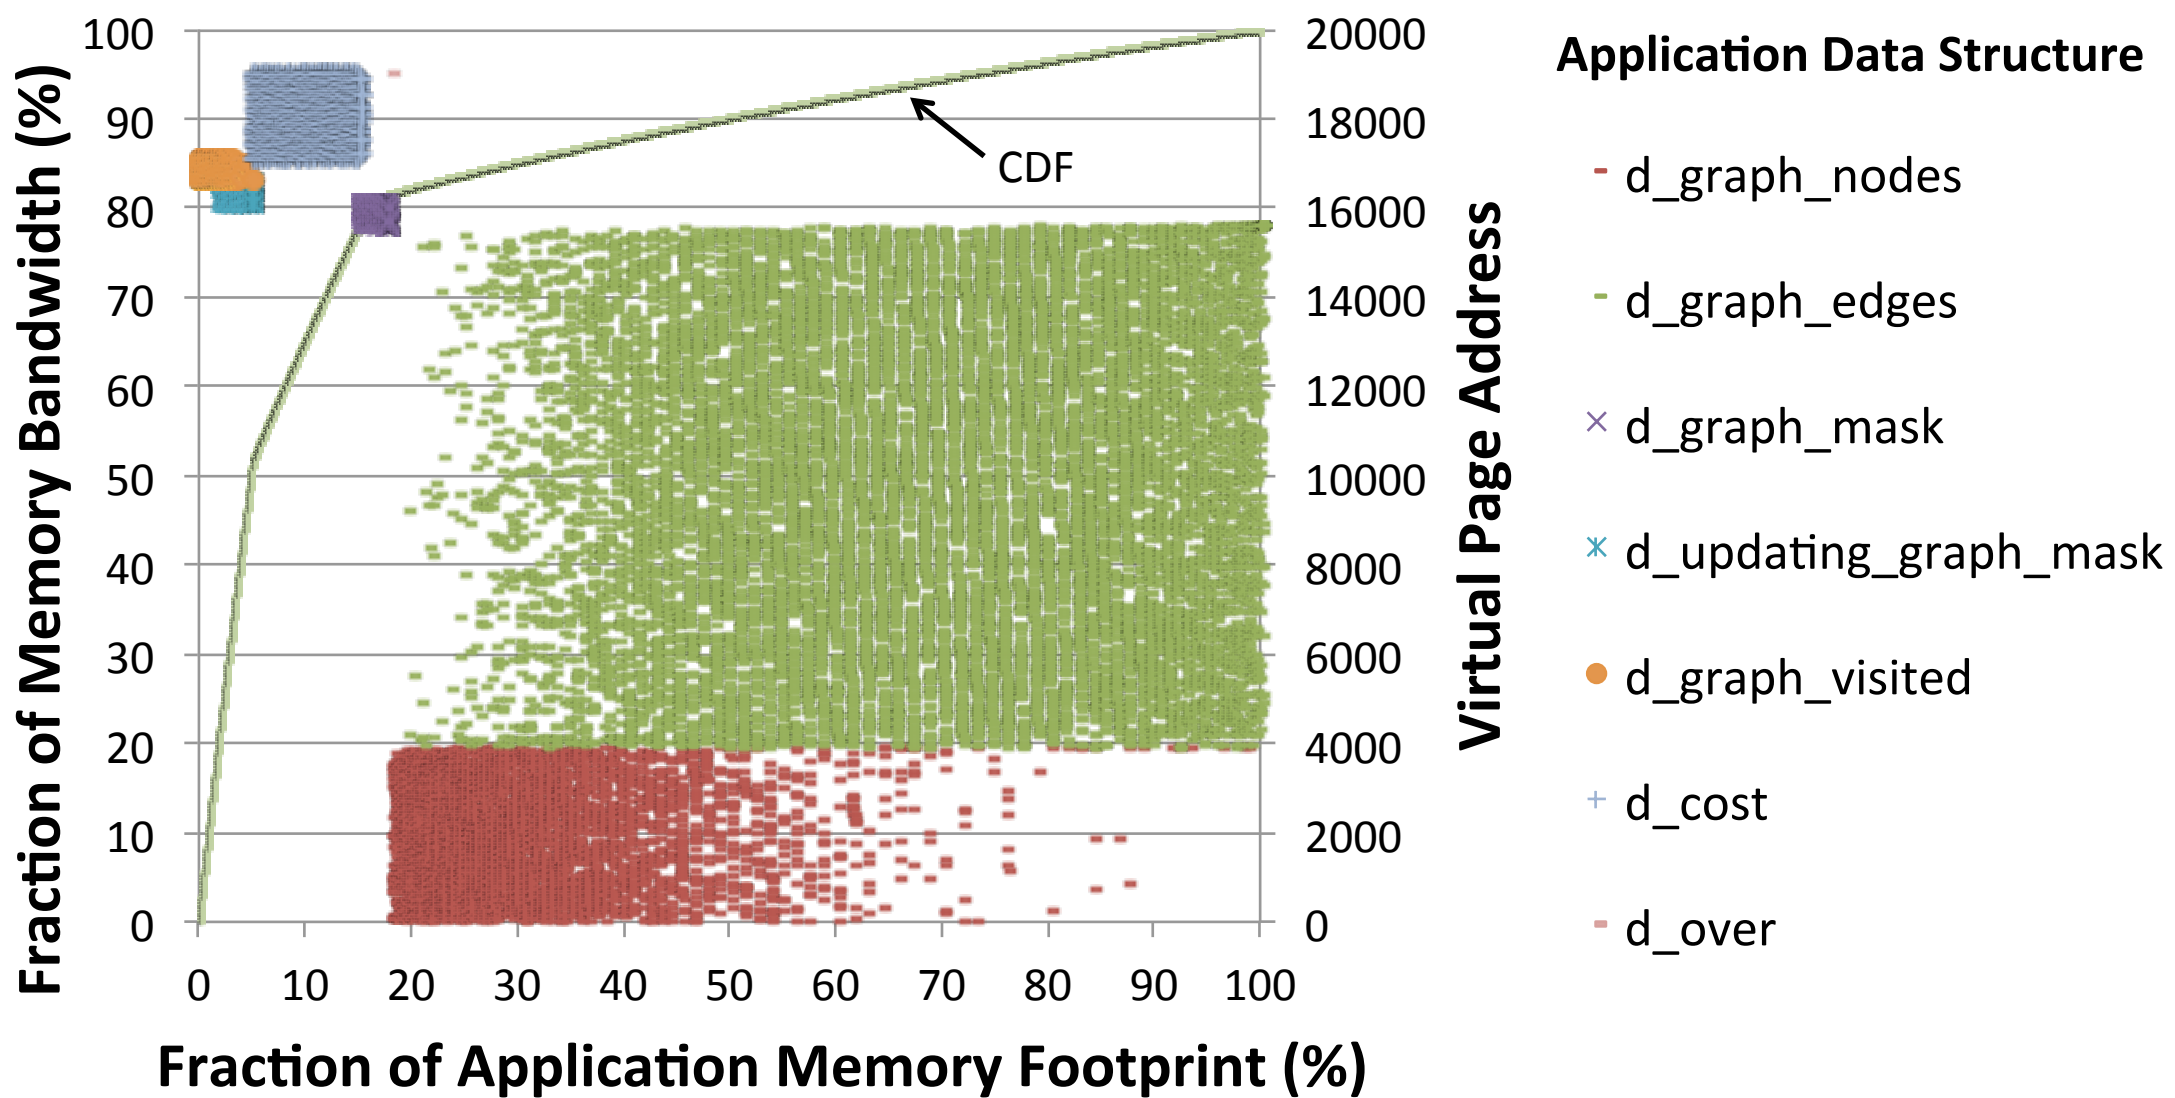 Fraction of Memory Bandwidth (%)
100
90
80
70
60
50
40
30
20
10
0
0 10 20 30 40 50 60 70 80 90 100
Fraction of Application Memory Footprint (%)
CDF
20000
18000
16000
14000
12000
10000
8000
6000
4000
2000
0
Virtual Page Address
Application Data Structure
d_graph_nodes
d_graph_edges
d_graph_mask
d_updating_graph_mask
d_graph_visited
d_cost
d_over